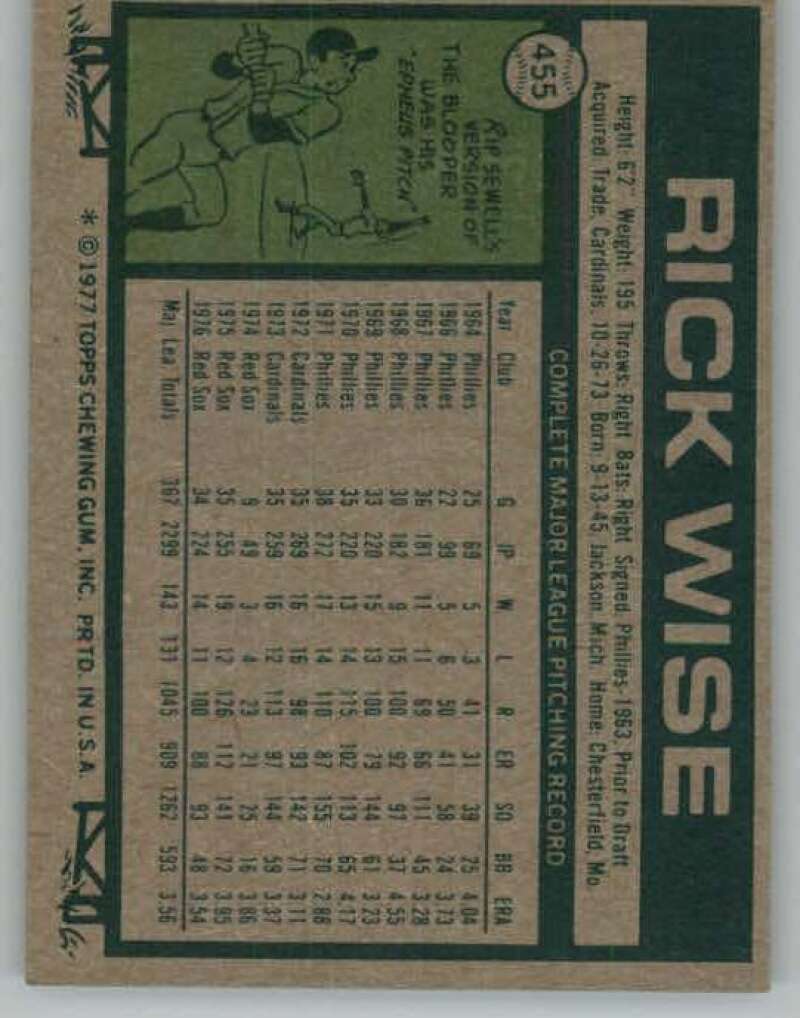 455
RICK WISE
Height: 6'2" Weight: 195 Throws: Right Bats: Right Signed: Phillies-1963, Prior to Draft
Acquired: Trade, Cardinals, 10-26-73 Born: 9-13-45 Jackson, Mich. Home: Chesterfield, Mo.
COMPLETE MAJOR LEAGUE PITCHING RECORD
RIP SEWELL'S
VERSION OF
THE BLOOPER
WAS HIS
"EPHEUS PITCH"
Year Club G IP W L R ER SO BB ERA
1964 Phillies 25 69 5 3 41 31 39 25 4.04
1966 Phillies 22 99 5 6 50 41 58 24 3.73
1967 Phillies 36 181 11 11 69 66 111 45 3.28
1968 Phillies 30 182 9 15 100 92 97 37 4.55
1969 Phillies 33 220 15 13 100 79 144 61 3.23
1970 Phillies 35 220 13 14 115 102 113 65 4.17
1971 Phillies 38 272 17 14 110 87 155 70 2.88
1972 Cardinals 35 269 16 16 98 93 142 71 3.11
1973 Cardinals 35 259 16 12 113 97 144 59 3.37
1974 Red Sox 9 49 3 4 23 21 25 16 3.86
1975 Red Sox 35 255 19 12 126 112 141 72 3.95
1976 Red Sox 34 224 14 11 100 88 93 48 3.54
Maj. Lea. Totals 367 2299 143 131 1045 909 1262 593 3.56
* © 1977 TOPPS CHEWING GUM, INC. PRTD. IN U.S.A.